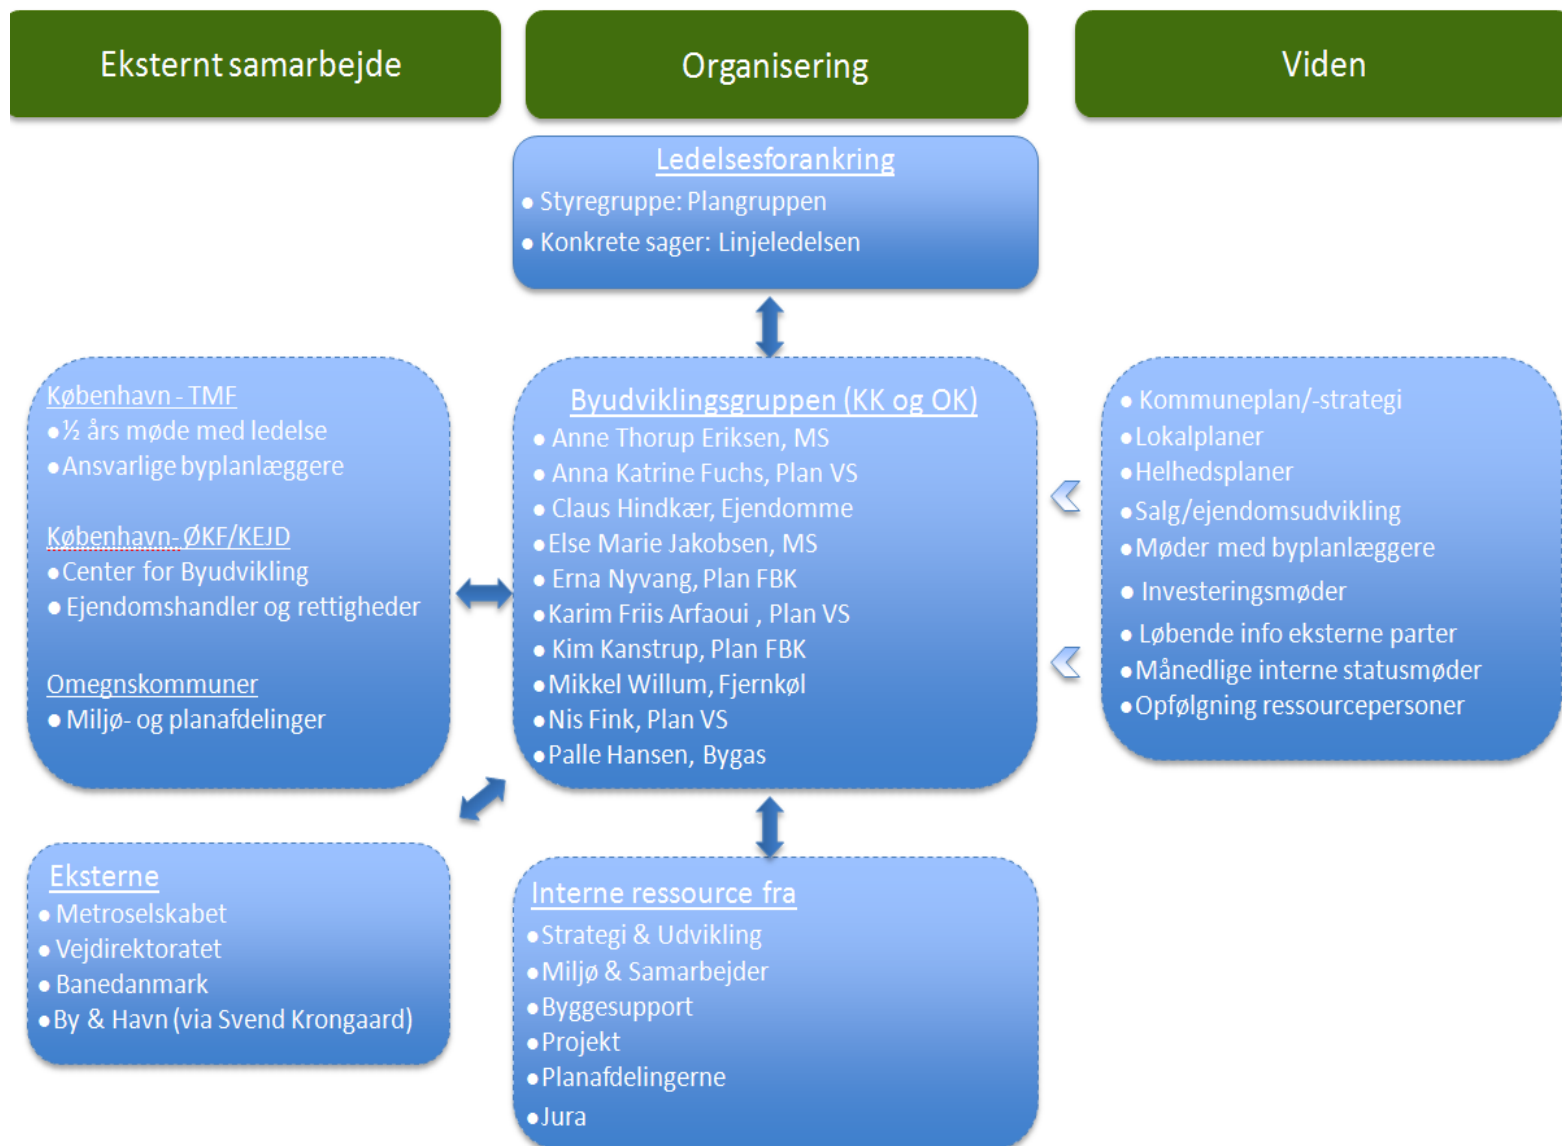 Eksternt samarbejde
Organisering
Viden
Ledelsesforankring
● Styregruppe: Plangruppen
● Konkrete sager: Linjeledelsen
København - TMF
● ½ års møde med ledelse
● Ansvarlige byplanlæggere
København- ØKF/KEJD
● Center for Byudvikling
● Ejendomshandler og rettigheder
Omegnskommuner
● Miljø- og planafdelinger
Byudviklingsgruppen (KK og OK)
● Anne Thorup Eriksen, MS
● Anna Katrine Fuchs, Plan VS
● Claus Hindkær, Ejendomme
● Else Marie Jakobsen, MS
● Erna Nyvang, Plan FBK
● Karim Friis Arfaoui , Plan VS
● Kim Kanstrup, Plan FBK
● Mikkel Willum, Fjernkøl
● Nis Fink, Plan VS
● Palle Hansen, Bygas
● Kommuneplan/-strategi
● Lokalplaner
● Helhedsplaner
● Salg/ejendomsudvikling
● Møder med byplanlæggere
● Investeringsmøder
● Løbende info eksterne parter
● Månedlige interne statusmøder
● Opfølgning ressourcepersoner
Eksterne
● Metroselskabet
● Vejdirektoratet
● Banedanmark
● By & Havn (via Svend Krongaard)
Interne ressource fra
● Strategi & Udvikling
● Miljø & Samarbejder
● Byggesupport
● Projekt
● Planafdelingerne
● Jura